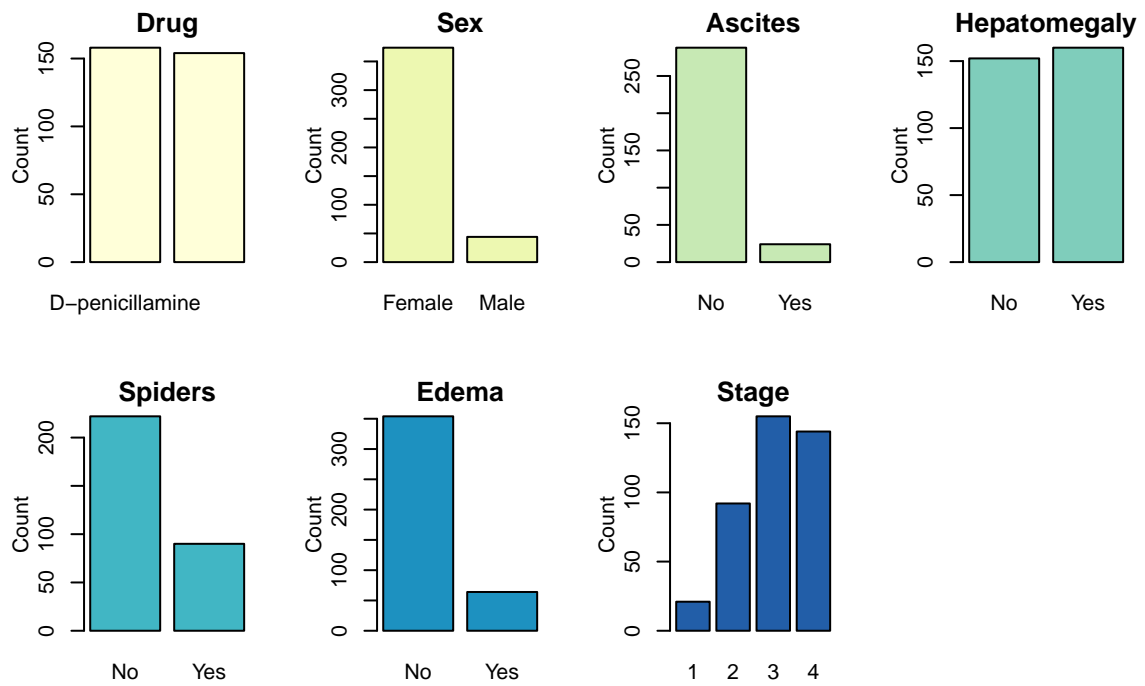 Drug
Count
0 50 100 150
D−penicillamine
Sex
Count
0 100 200 300
Female Male
Ascites
Count
0 50 150 250
No Yes
Hepatomegaly
Count
0 50 100 150
No Yes
Spiders
Count
0 50 100 200
No Yes
Edema
Count
0 100 200 300
No Yes
Stage
Count
0 50 100 150
1 2 3 4